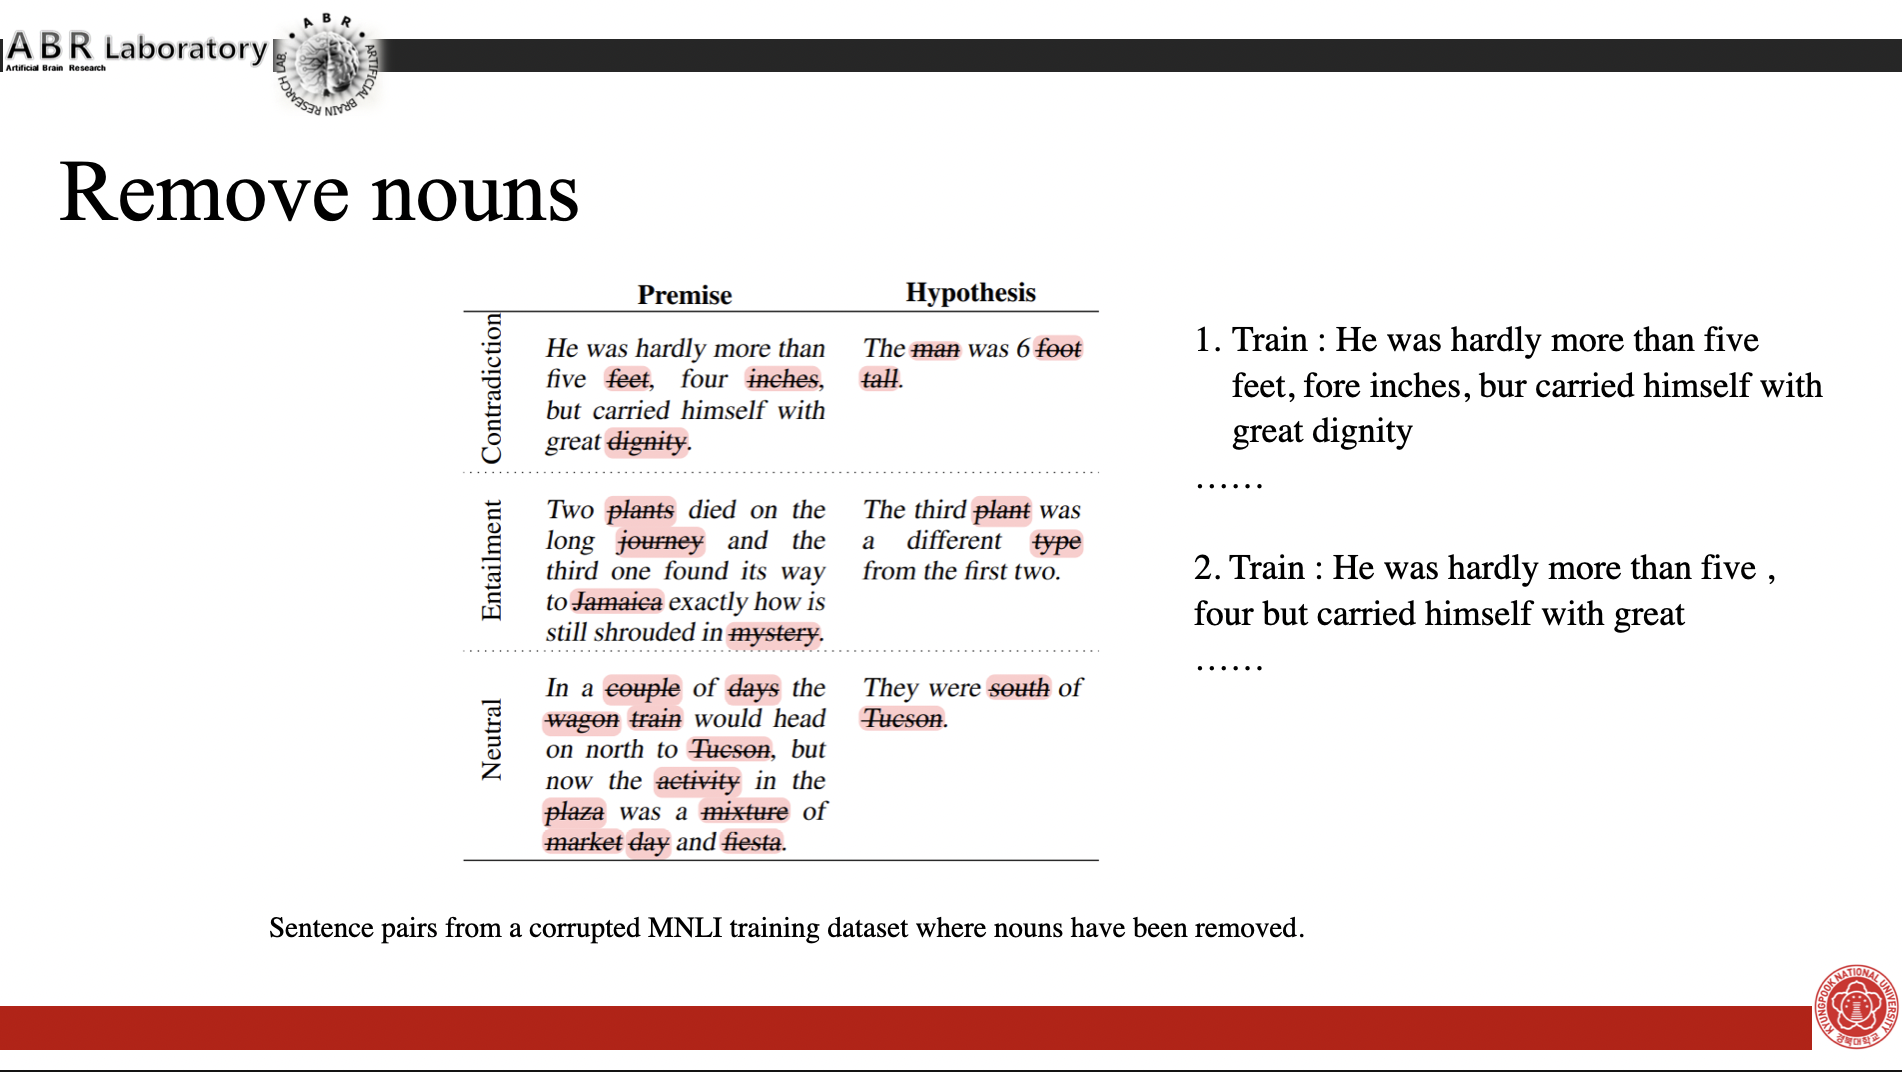 ABR Laboratory
Artificial Brain Research
A B R
ARTIFICIAL BRAIN RESEARCH LAB.
Remove nouns
Premise
Hypothesis
Contradiction
He was hardly more than
five feet, four inches,
but carried himself with
great dignity.
The man was 6 foot
tall.
Entailment
Two plants died on the
long journey and the
third one found its way
to Jamaica exactly how is
still shrouded in mystery.
The third plant was
a different type
from the first two.
Neutral
In a couple of days the
wagon train would head
on north to Tucson, but
now the activity in the
plaza was a mixture of
market day and fiesta.
They were south of
Tucson.
1. Train : He was hardly more than five
feet, fore inches, bur carried himself with
great dignity
......
2. Train : He was hardly more than five ,
four but carried himself with great
......
Sentence pairs from a corrupted MNLI training dataset where nouns have been removed.
KYUNGPOOK NATIONAL UNIVERSITY
경북대학교